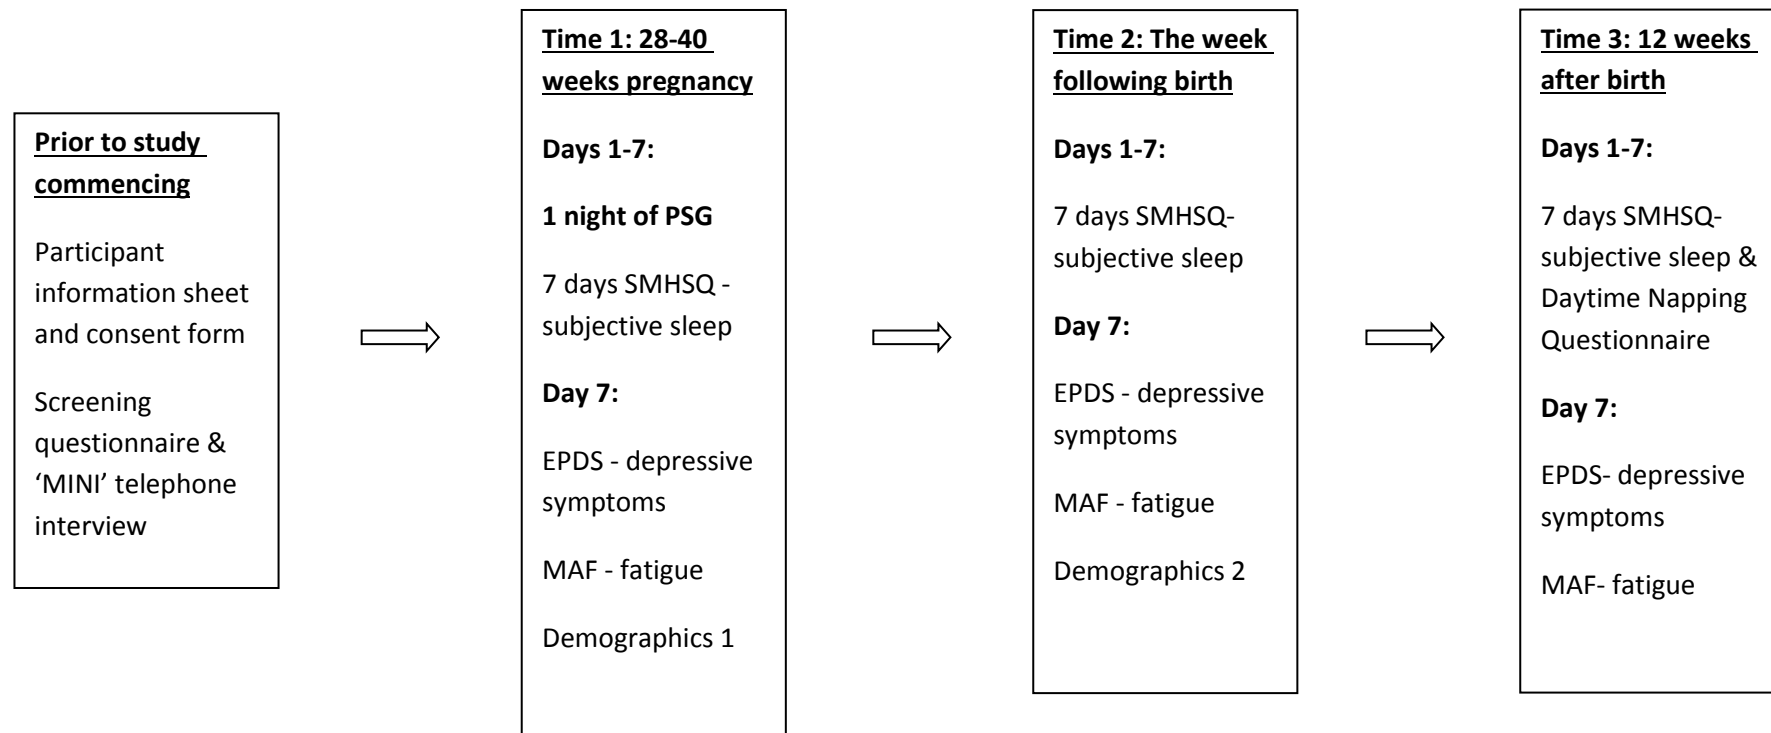 Prior to study
commencing
Participant
information sheet
and consent form
Screening
questionnaire &
‘MINI’ telephone
interview
Time 1: 28-40
weeks pregnancy
Days 1-7:
1 night of PSG
7 days SMHSQ -
subjective sleep
Day 7:
EPDS - depressive
symptoms
MAF - fatigue
Demographics 1
Time 2: The week
following birth
Days 1-7:
7 days SMHSQ-
subjective sleep
Day 7:
EPDS - depressive
symptoms
MAF - fatigue
Demographics 2
Time 3: 12 weeks
after birth
Days 1-7:
7 days SMHSQ-
subjective sleep &
Daytime Napping
Questionnaire
Day 7:
EPDS- depressive
symptoms
MAF- fatigue